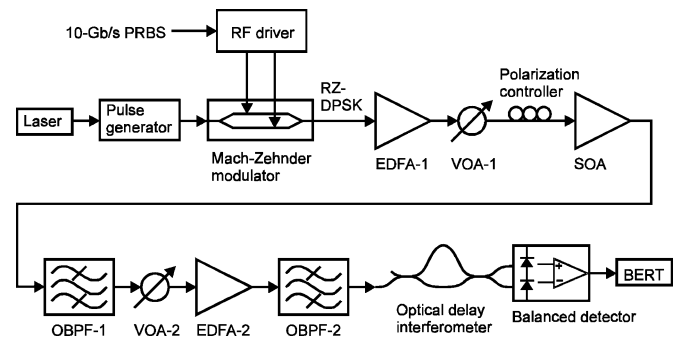 10-Gb/s PRBS
RF driver
Laser
Pulse
generator
Mach-Zehnder
modulator
RZ-
DPSK
EDFA-1
VOA-1
Polarization
controller
SOA
OBPF-1
VOA-2
EDFA-2
OBPF-2
Optical delay
interferometer
+
−
Balanced detector
BERT